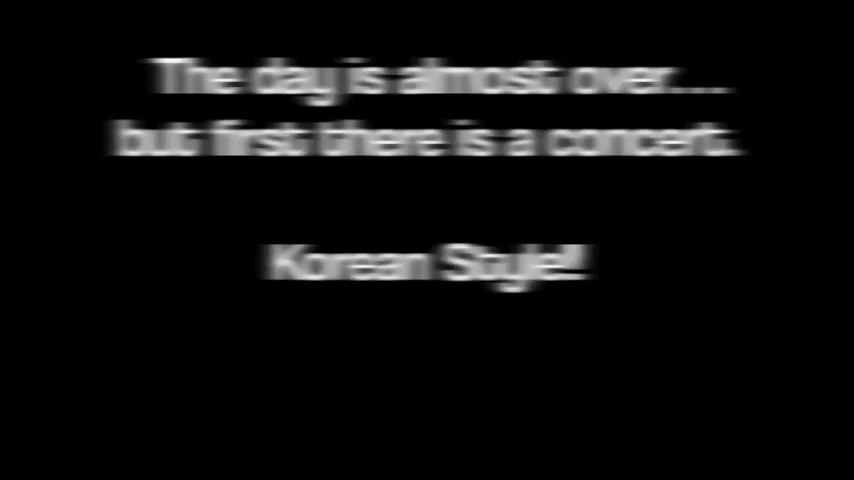 The day is almost over....
but first there is a concert.
Korean Style!!